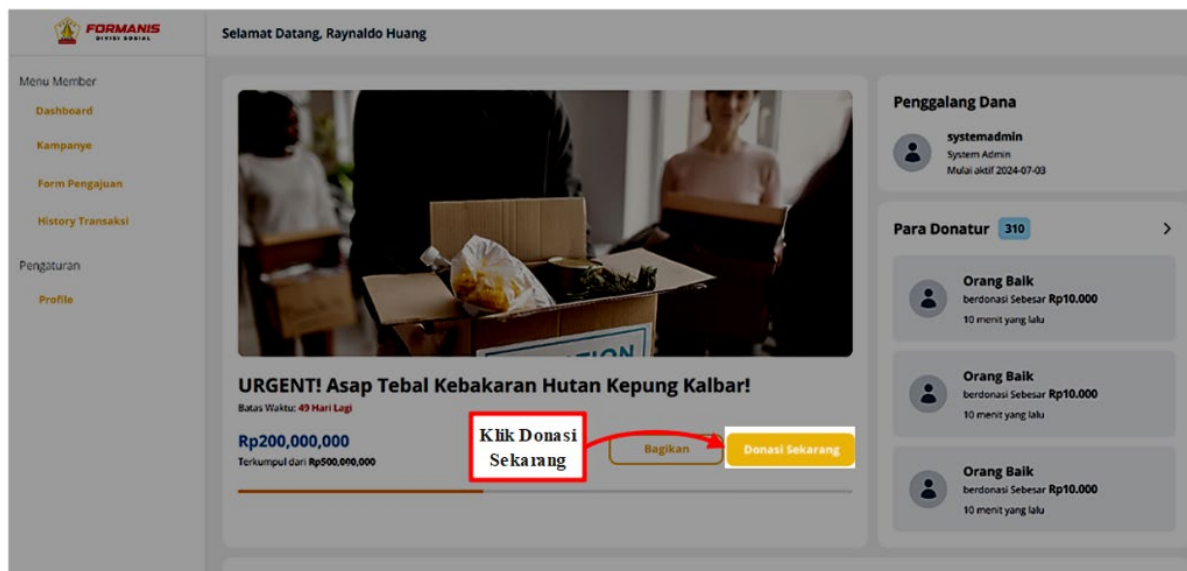 FORMANIS
DIVISI SOSIAL
Selamat Datang, Raynaldo Huang
Menu Member
Dashboard
Kampanye
Form Pengajuan
History Transaksi
Pengaturan
Profile
URGENT! Asap Tebal Kebakaran Hutan Kepung Kalbar!
Batas Waktu: 49 Hari Lagi
Rp200,000,000
Terkumpul dari Rp500,000,000
Klik Donasi
Sekarang
Bagikan
Donasi Sekarang
Penggalang Dana
systemadmin
System Admin
Mulai aktif 2024-07-03
Para Donatur 310 >
Orang Baik
berdonasi Sebesar Rp10.000
10 menit yang lalu
Orang Baik
berdonasi Sebesar Rp10.000
10 menit yang lalu
Orang Baik
berdonasi Sebesar Rp10.000
10 menit yang lalu